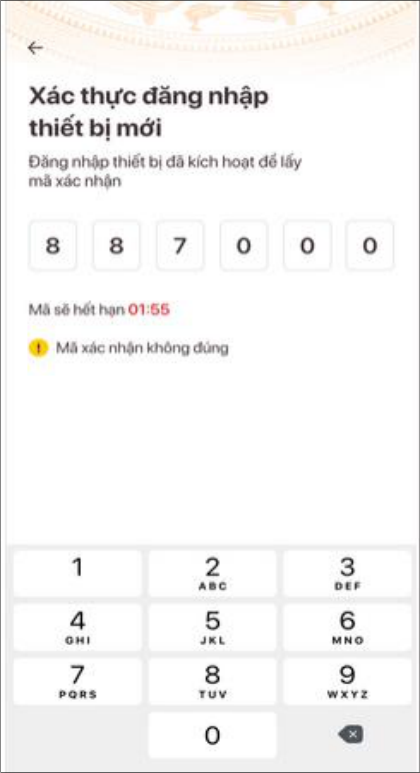 Xác thực đăng nhập
thiết bị mới
Đăng nhập thiết bị đã kích hoạt để lấy
mã xác nhận
8 8 7 0 0 0
Mã sẽ hết hạn 01:55
! Mã xác nhận không đúng
1 2 3
ABC DEF
4 5 6
GHI JKL MNO
7 8 9
PQRS TUV WXYZ
0